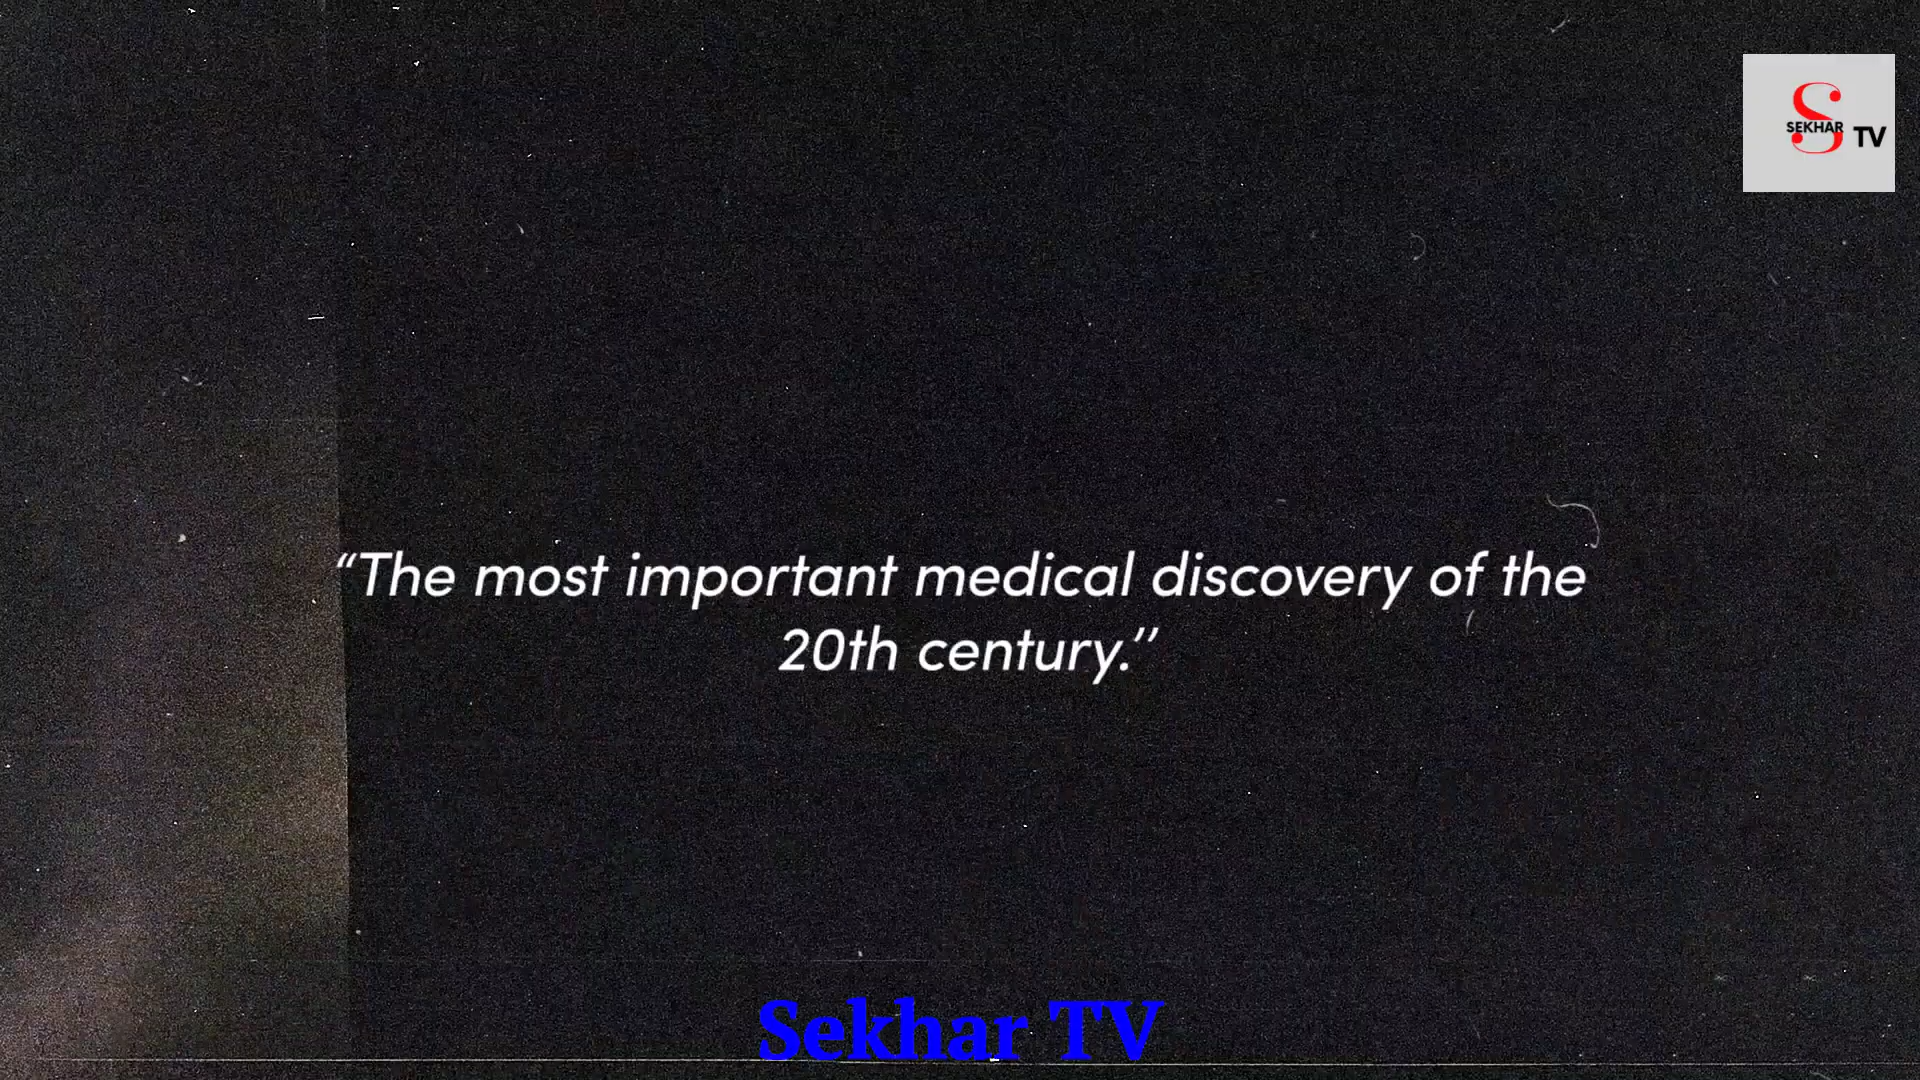 SEKHAR TV
“The most important medical discovery of the
20th century.’’
Sekhar TV